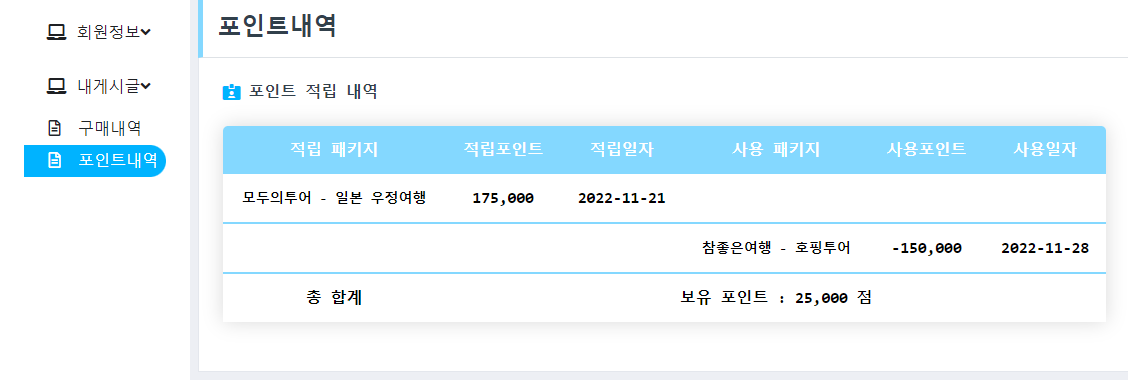 회원정보
내게시글
구매내역
포인트내역
포인트내역
포인트 적립 내역
적립 패키지 적립포인트 적립일자 사용 패키지 사용포인트 사용일자
모두의투어 - 일본 우정여행 175,000 2022-11-21
참좋은여행 - 호핑투어 -150,000 2022-11-28
총 합계 보유 포인트 : 25,000 점